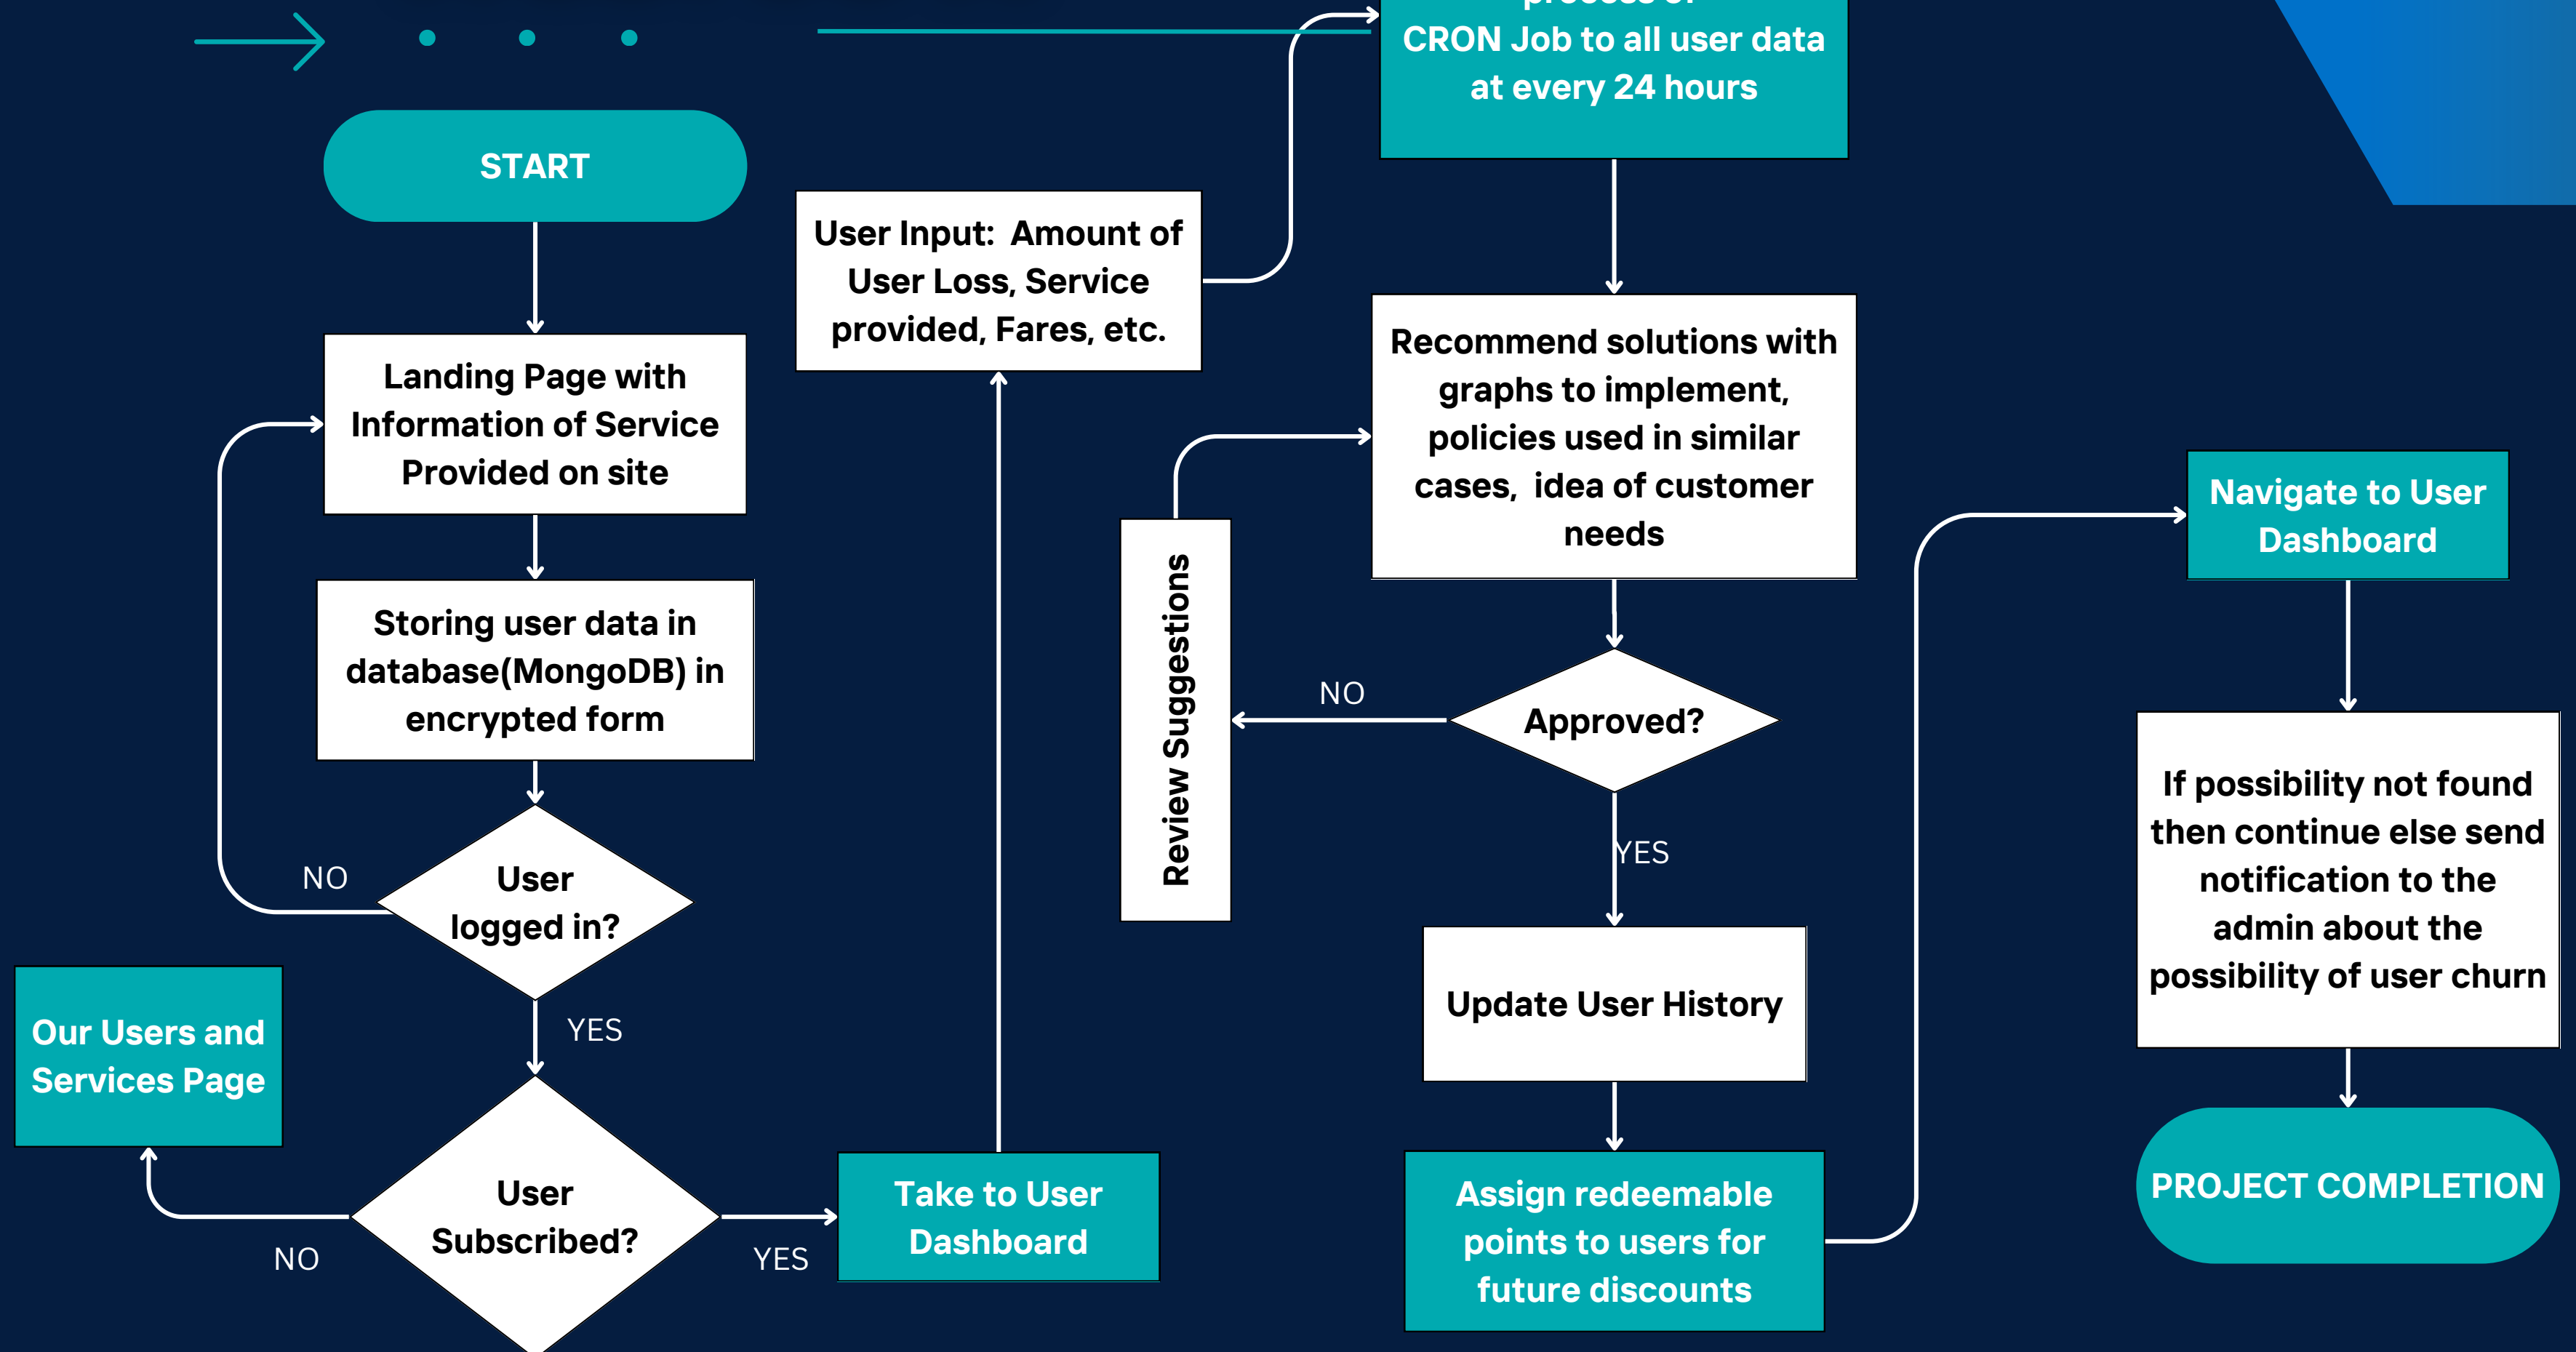 START
Landing Page with
Information of Service
Provided on site
Storing user data in
database(MongoDB) in
encrypted form
User
logged in?
NO
YES
Our Users and
Services Page
User
Subscribed?
NO
YES
Take to User
Dashboard
User Input:  Amount of
User Loss, Service
provided, Fares, etc.
process of
CRON Job to all user data
at every 24 hours
Recommend solutions with
graphs to implement,
policies used in similar
cases,  idea of customer
needs
Review Suggestions
NO
Approved?
YES
Update User History
Assign redeemable
points to users for
future discounts
Navigate to User
Dashboard
If possibility not found
then continue else send
notification to the
admin about the
possibility of user churn
PROJECT COMPLETION